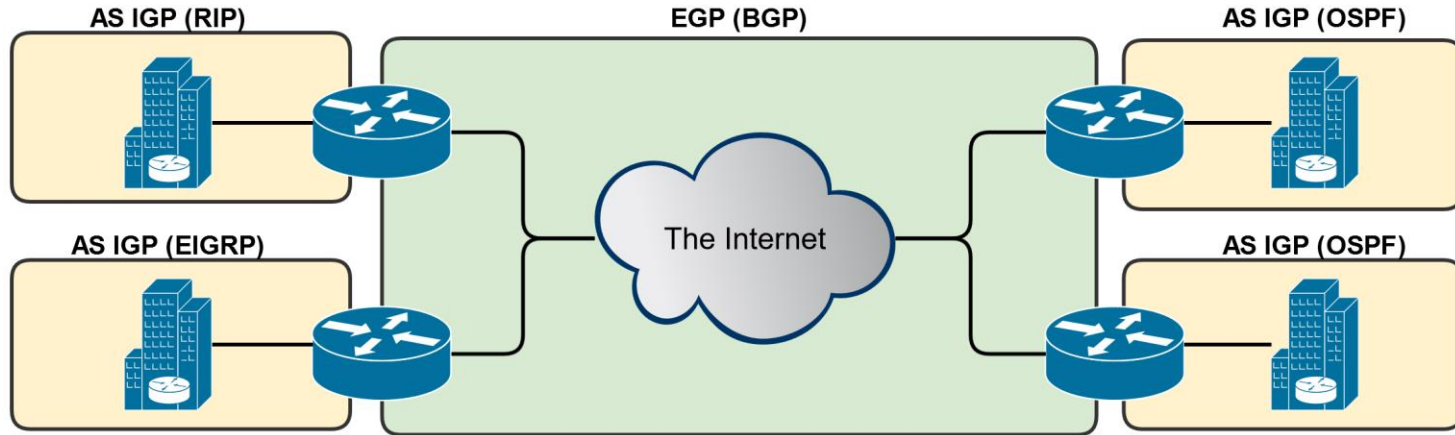 AS IGP (RIP)
EGP (BGP)
AS IGP (OSPF)
The Internet
AS IGP (EIGRP)
AS IGP (OSPF)